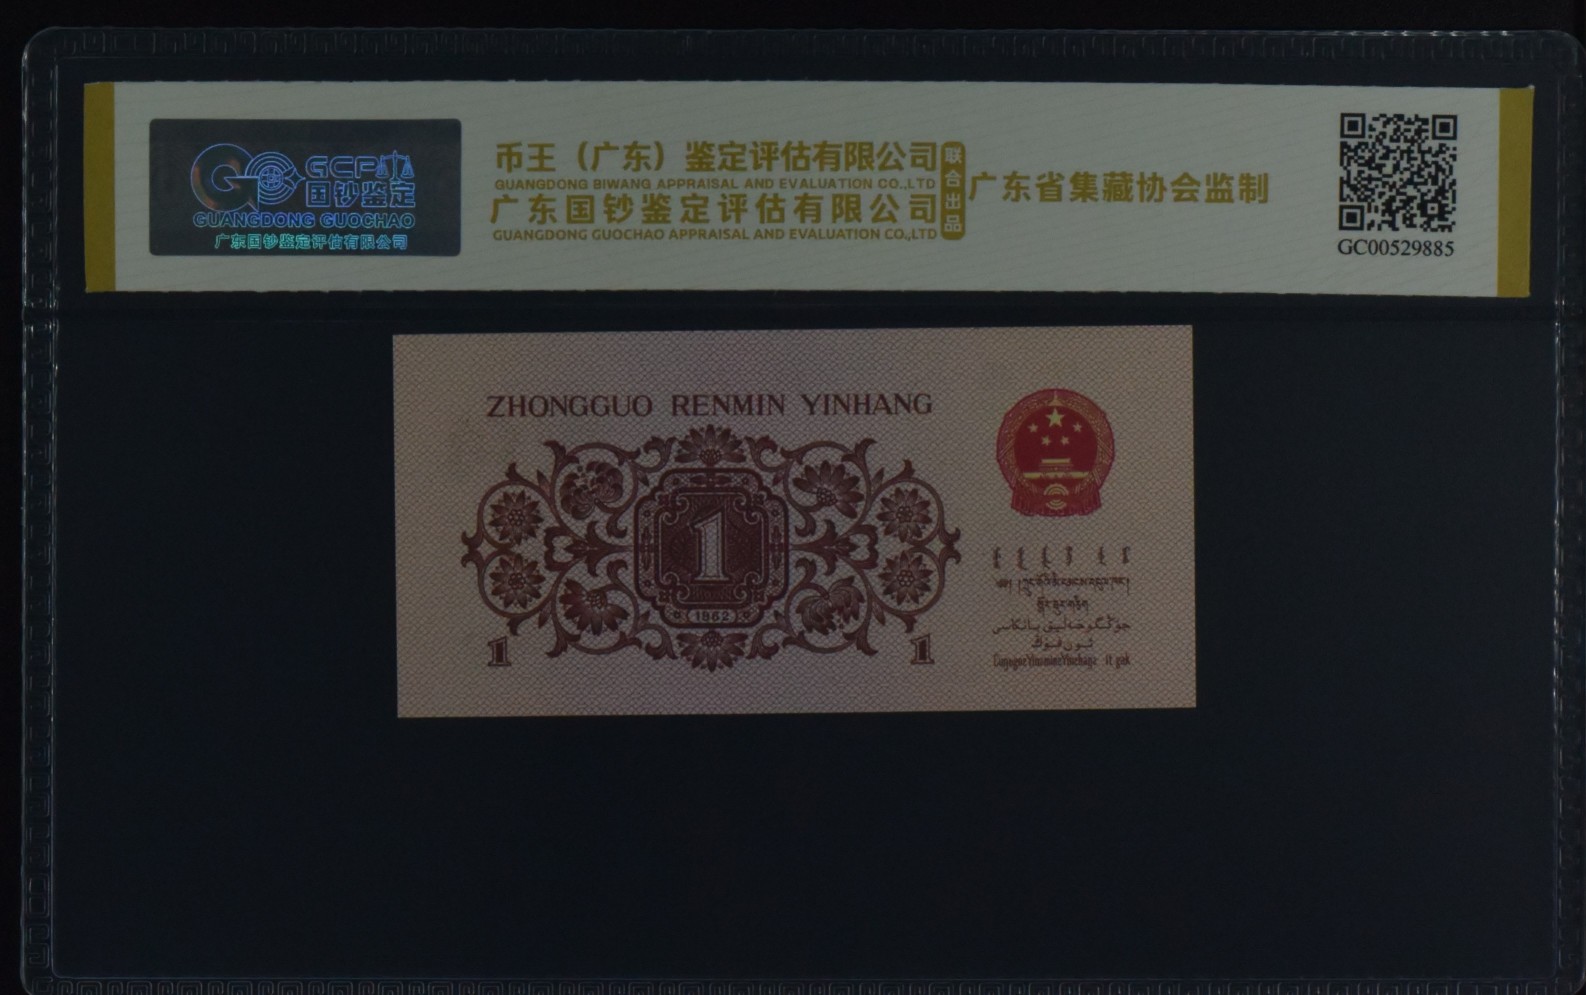 GCP
国钞鉴定
GUANGDONG GUOCHAO
广东国钞鉴定评估有限公司
币王（广东）鉴定评估有限公司
GUANGDONG BIWANG APPRAISAL AND EVALUATION CO.,LTD
广东国钞鉴定评估有限公司
GUANGDONG GUOCHAO APPRAISAL AND EVALUATION CO.,LTD
联合出品
广东省集藏协会监制
GC00529885
ZHONGGUO RENMIN YINHANG
1
1962
1
1